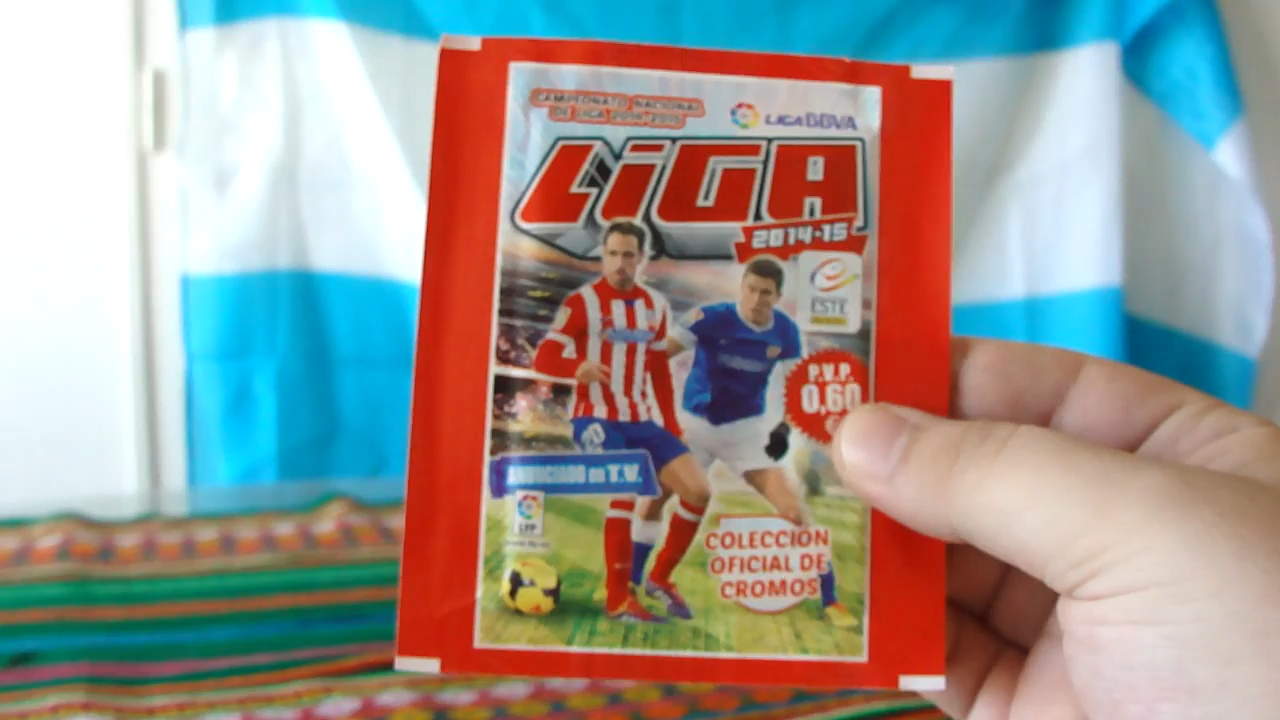 CAMPEONATO NACIONAL
DE LIGA 2014-2015
LIGA BBVA
LiGA
2014-15
ESTE
P.V.P.
0,60
€
ANUNCIADO en T.V.
LFP
COLECCIÓN
OFICIAL DE
CROMOS